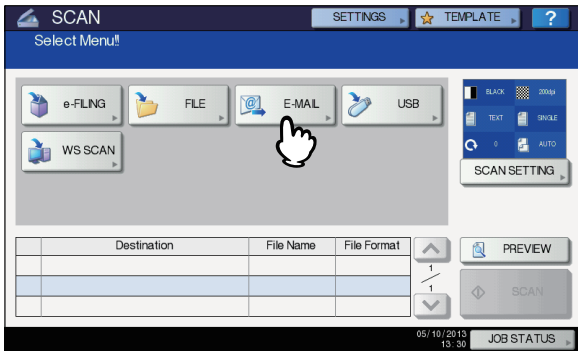 SCAN
SETTINGS
TEMPLATE
?
Select Menu!!
e-FILING
FILE
E-MAIL
USB
WS SCAN
BLACK
200dpi
TEXT
SINGLE
0
AUTO
SCAN SETTING
Destination
File Name
File Format
1
1
PREVIEW
SCAN
05/10/2013
13:30
JOB STATUS